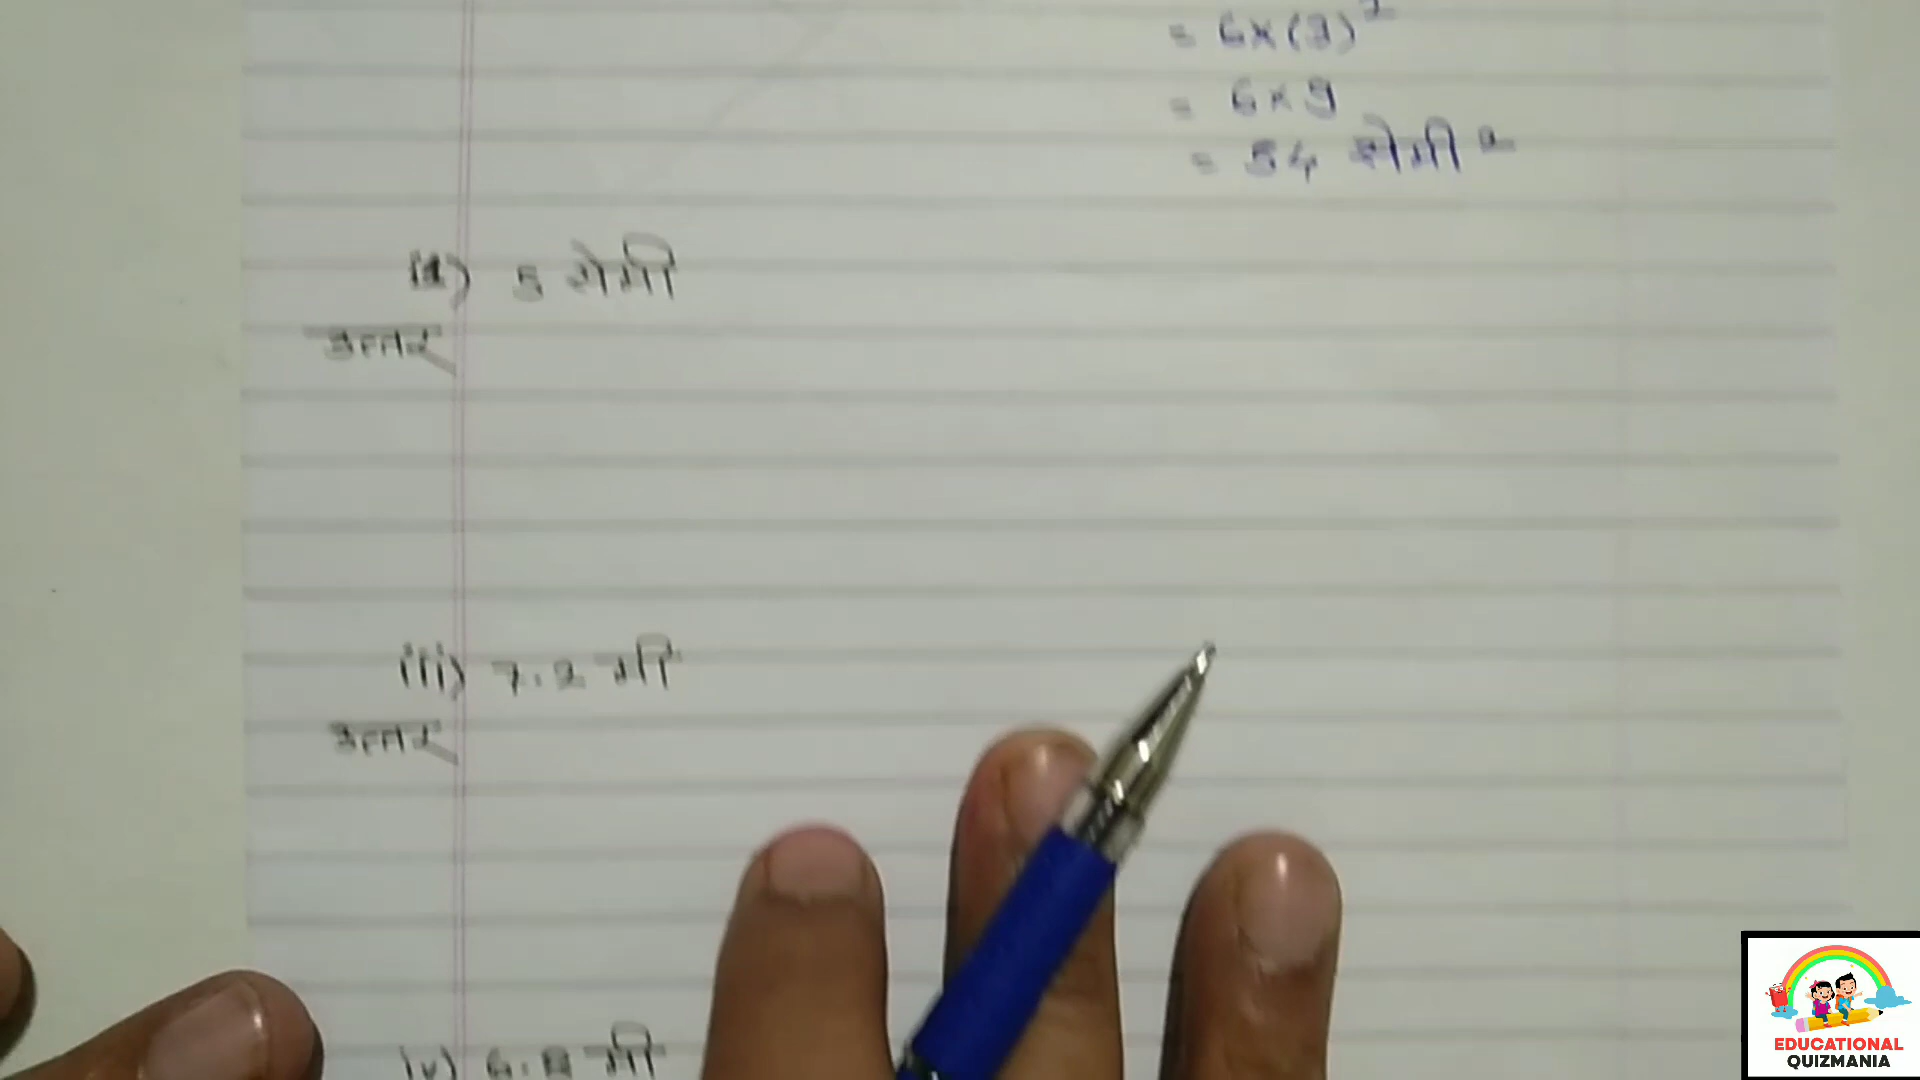 = 6×(3)²
= 6×9
= 54 सेमी²
(ii) 5 सेमी
उत्तर
(iii) 7.2 मी
उत्तर
(iv) 6.8 मी
EDUCATIONAL
QUIZMANIA